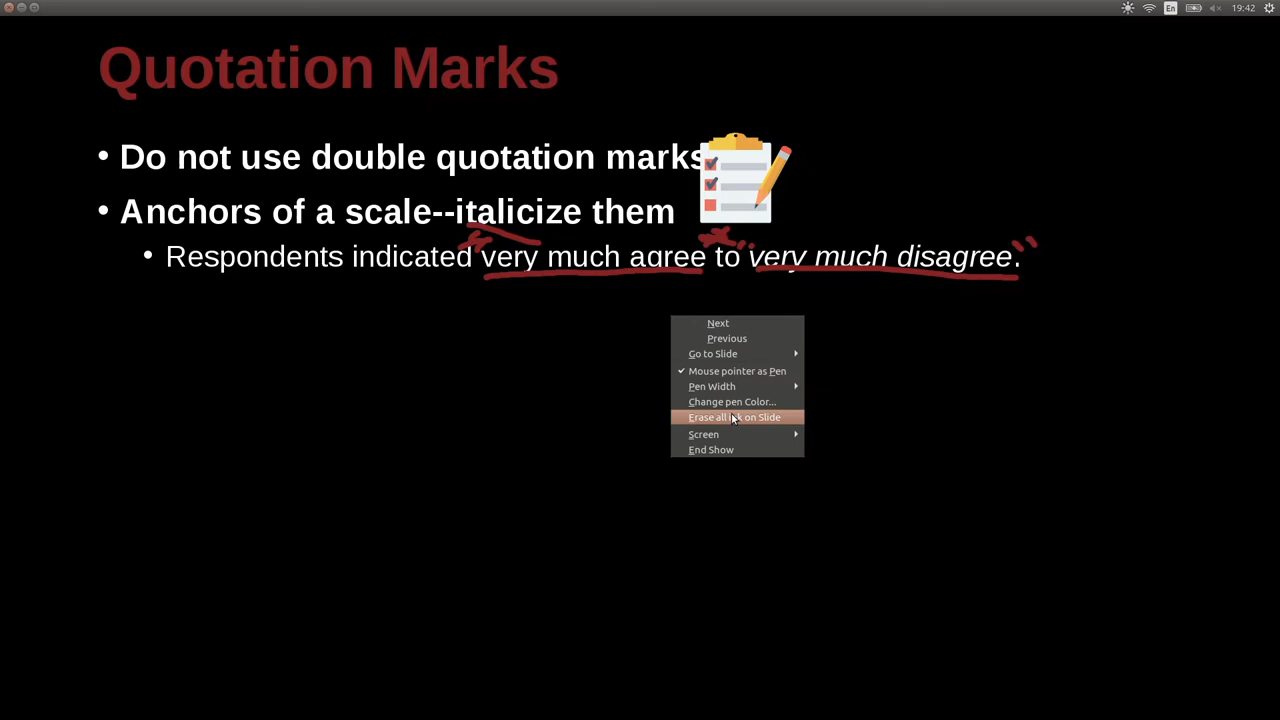 En 19:42
Quotation Marks
• Do not use double quotation marks
• Anchors of a scale--italicize them
• Respondents indicated very much agree to very much disagree.
Next
Previous
Go to Slide
Mouse pointer as Pen
Pen Width
Change pen Color...
Erase all ink on Slide
Screen
End Show